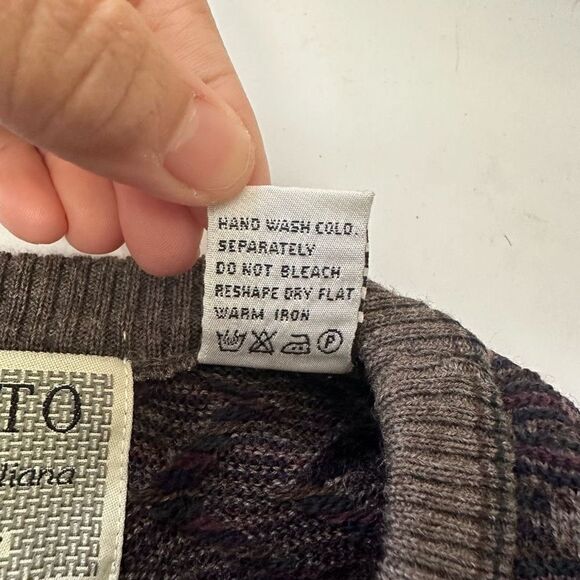 HAND WASH COLD.
SEPARATELY
DO NOT BLEACH
RESHAPE DRY FLAT
WARM IRON
P
TO
liana